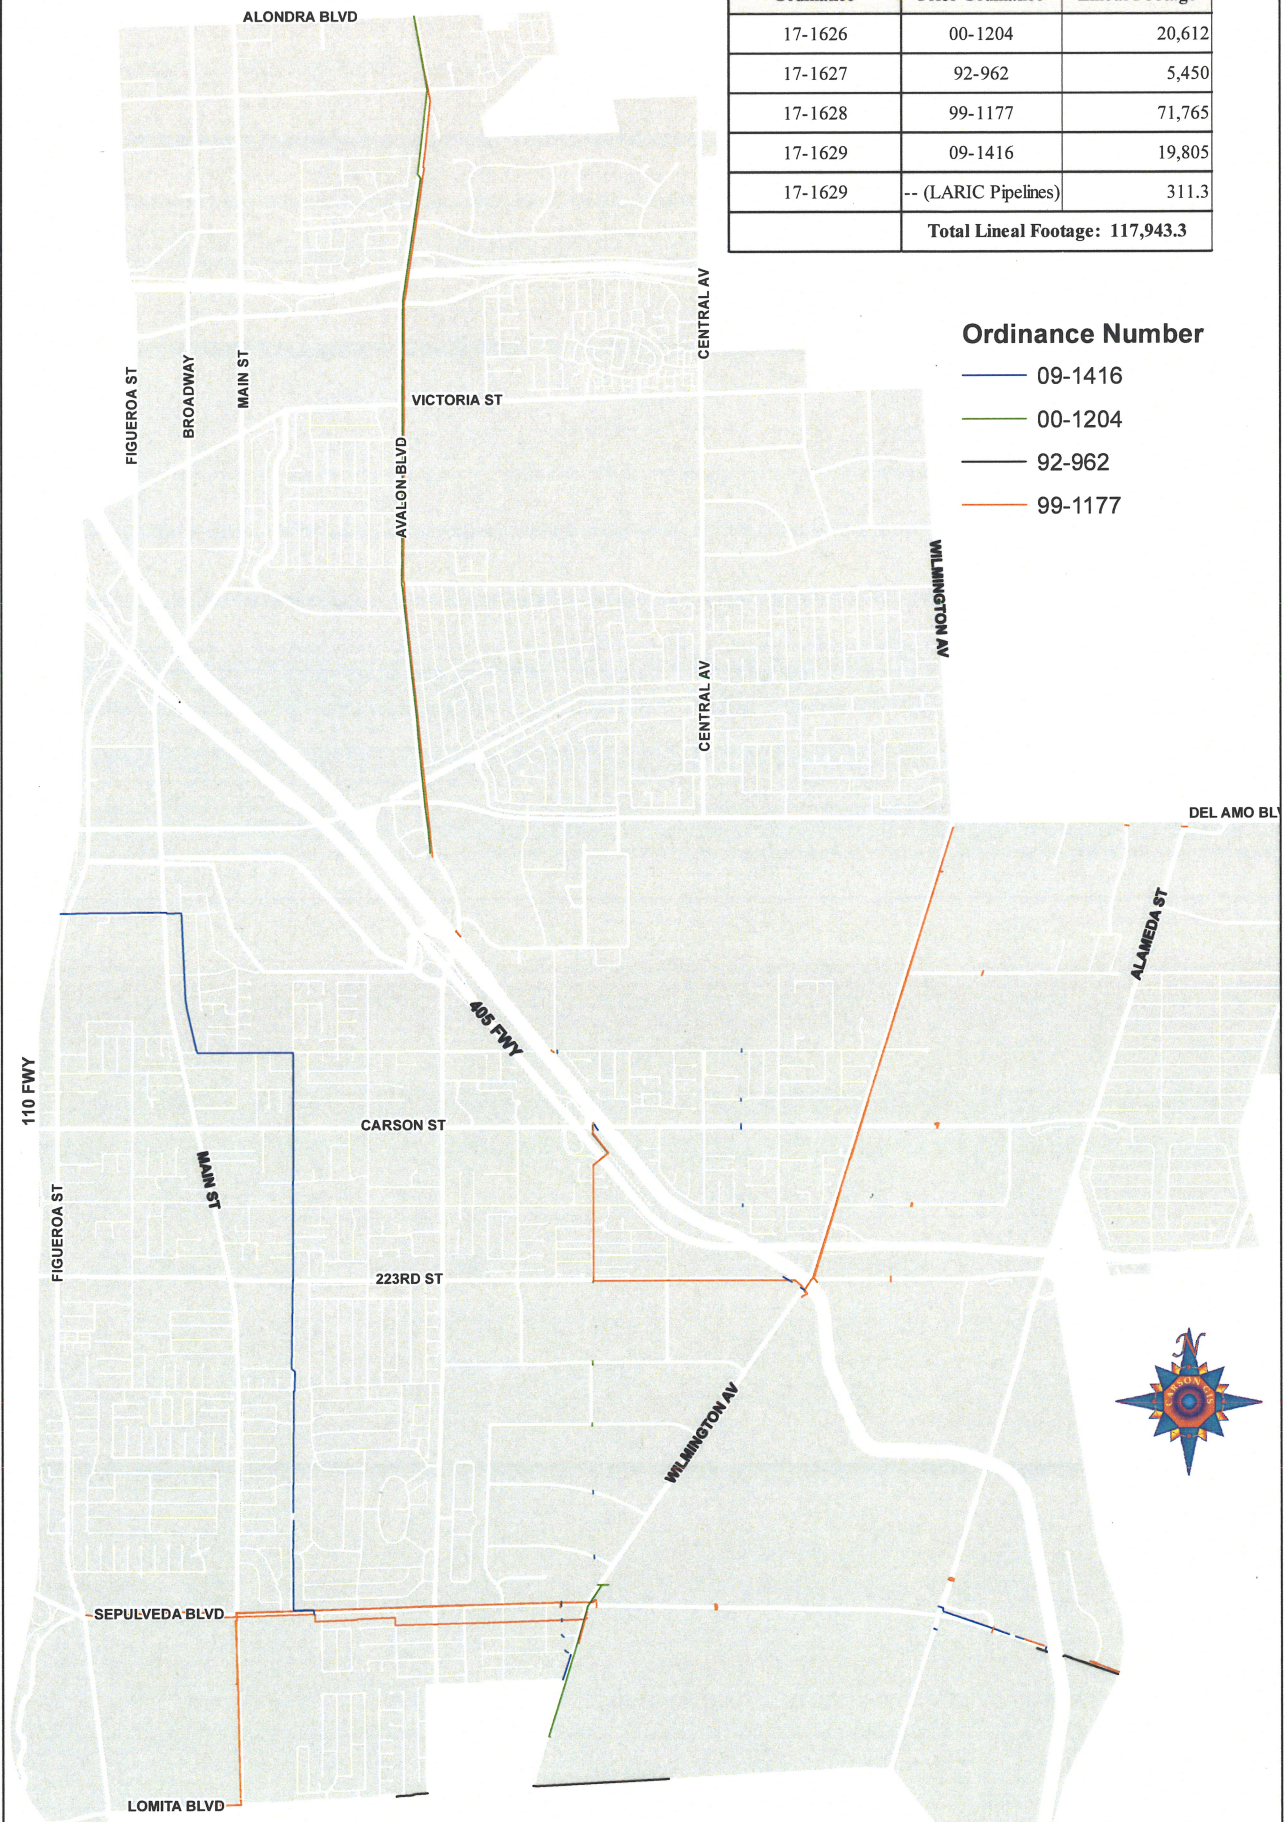 17-1626 00-1204 20,612
17-1627 92-962 5,450
17-1628 99-1177 71,765
17-1629 09-1416 19,805
17-1629 -- (LARIC Pipelines) 311.3
Total Lineal Footage: 117,943.3
Ordinance Number
09-1416
00-1204
92-962
99-1177
ALONDRA BLVD
FIGUEROA ST
BROADWAY
MAIN ST
CENTRAL AV
VICTORIA ST
AVALON BLVD
WILMINGTON AV
CENTRAL AV
DEL AMO BLV
ALAMEDA ST
405 FWY
110 FWY
CARSON ST
MAIN ST
FIGUEROA ST
223RD ST
N
CARSON GIS
WILMINGTON AV
SEPULVEDA BLVD
LOMITA BLVD